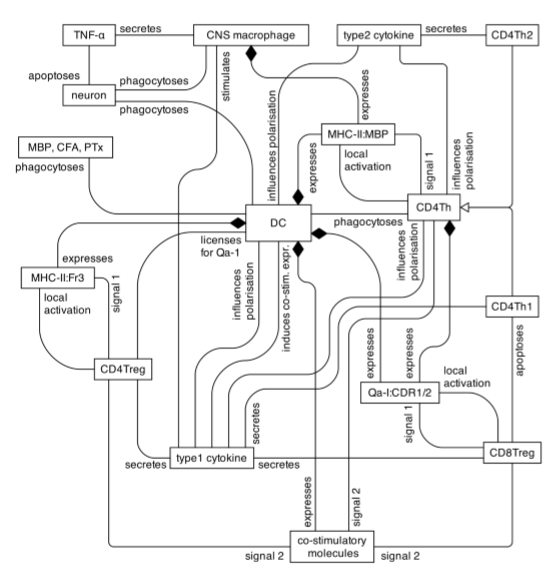 TNF-α
secretes
CNS macrophage
type2 cytokine
secretes
CD4Th2
apoptoses
neuron
phagocytoses
phagocytoses
stimulates
expresses
MBP, CFA, PTx
phagocytoses
influences polarisation
MHC-II:MBP
expresses
local
activation
signal 1
influences
polarisation
DC
phagocytoses
CD4Th
licenses
for Qa-1
expresses
MHC-II:Fr3
local
activation
signal 1
influences
polarisation
induces co-stim. expr.
influences
polarisation
CD4Th1
apoptoses
CD4Treg
expresses
expresses
Qa-I:CDR1/2
local
activation
signal 1
secretes
type1 cytokine
secretes
secretes
CD8Treg
expresses
signal 2
co-stimulatory
molecules
signal 2
signal 2